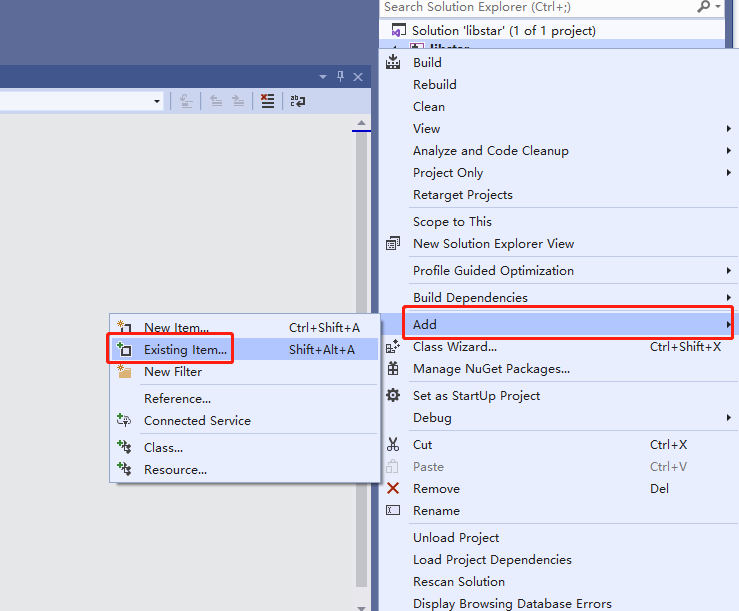 Search Solution Explorer (Ctrl+;)
Solution 'libstar' (1 of 1 project)
libstar
Build
Rebuild
Clean
View
Analyze and Code Cleanup
Project Only
Retarget Projects
Scope to This
New Solution Explorer View
Profile Guided Optimization
Build Dependencies
Add
Class Wizard... Ctrl+Shift+X
Manage NuGet Packages...
Set as StartUp Project
Debug
Cut Ctrl+X
Paste Ctrl+V
Remove Del
Rename
Unload Project
Load Project Dependencies
Rescan Solution
Display Browsing Database Errors
New Item... Ctrl+Shift+A
Existing Item... Shift+Alt+A
New Filter
Reference...
Connected Service
Class...
Resource...